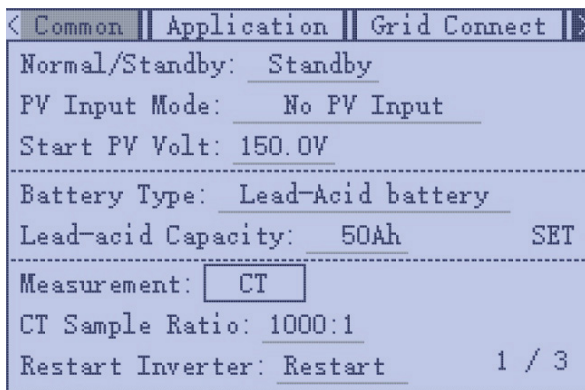 < Common Application Grid Connect >
Normal/Standby: Standby
PV Input Mode: No PV Input
Start PV Volt: 150.0V
Battery Type: Lead-Acid battery
Lead-acid Capacity: 50Ah SET
Measurement: CT
CT Sample Ratio: 1000:1
Restart Inverter: Restart 1 / 3